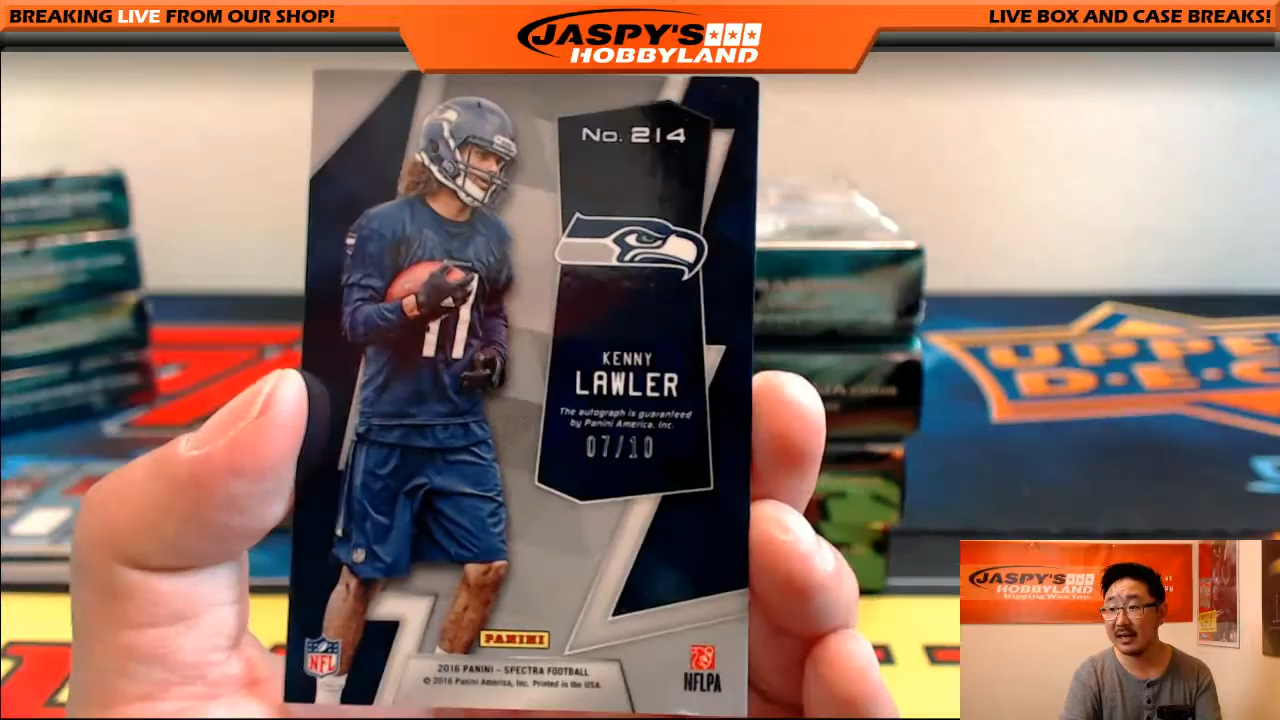 BREAKING LIVE FROM OUR SHOP!
JASPY'S
HOBBYLAND
LIVE BOX AND CASE BREAKS!
No. 214
KENNY
LAWLER
The autograph is guaranteed
by Panini America, Inc.
07/10
11
PANINI
NFL
2016 PANINI - SPECTRA FOOTBALL
© 2016 Panini America, Inc. Printed in the USA.
NFLPA
UPPE
D·E·C
JASPY'S
HOBBYLAND